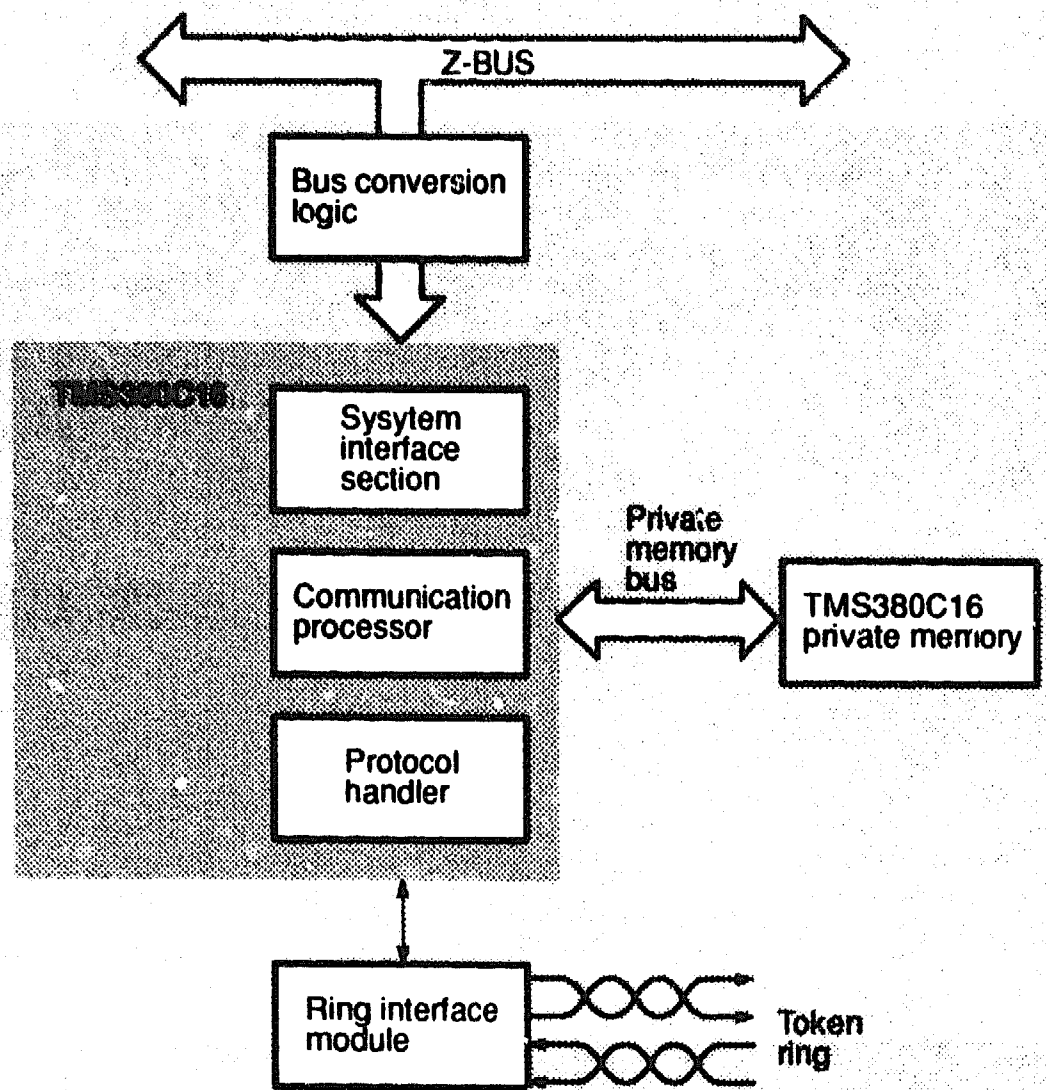 Z-BUS
Bus conversion
logic
TMS380C16
Sysytem
interface
section
Private
memory
bus
Communication
processor
TMS380C16
private memory
Protocol
handler
Ring interface
module
Token
ring